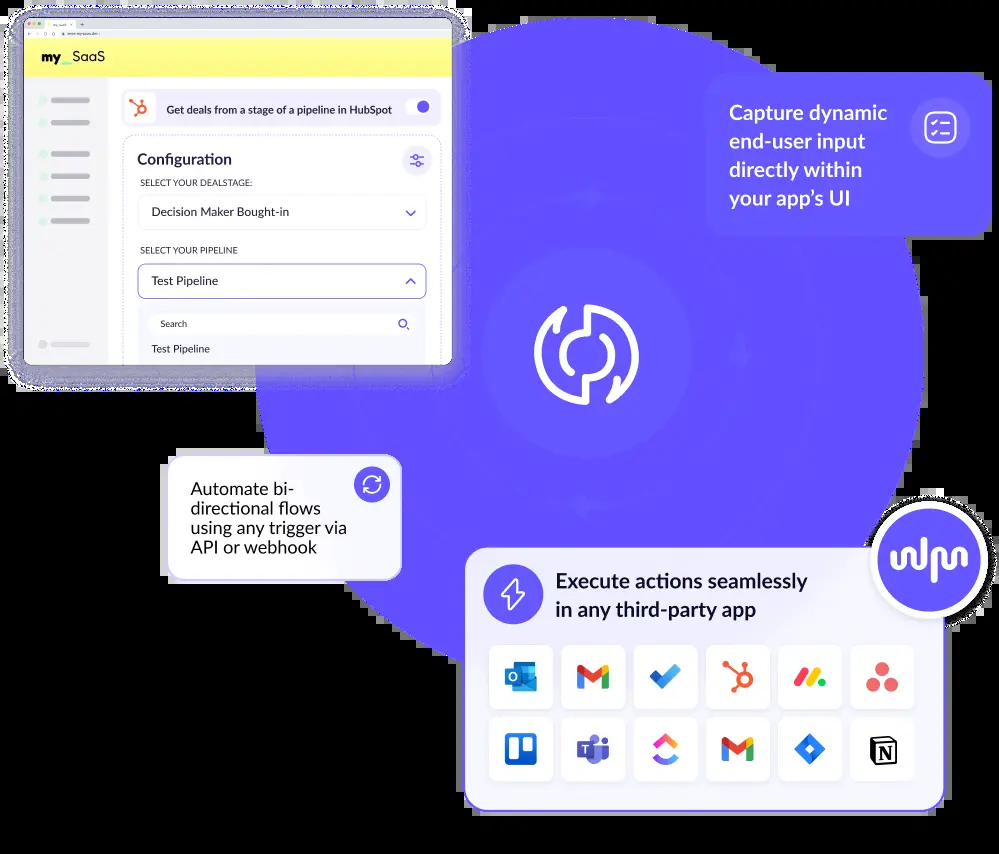 my_SaaS
my_ SaaS
Get deals from a stage of a pipeline in HubSpot
Configuration
SELECT YOUR DEALSTAGE:
Decision Maker Bought-in
SELECT YOUR PIPELINE
Test Pipeline
Search
Test Pipeline
Capture dynamic
end-user input
directly within
your app’s UI
Automate bi-
directional flows
using any trigger via
API or webhook
Execute actions seamlessly
in any third-party app